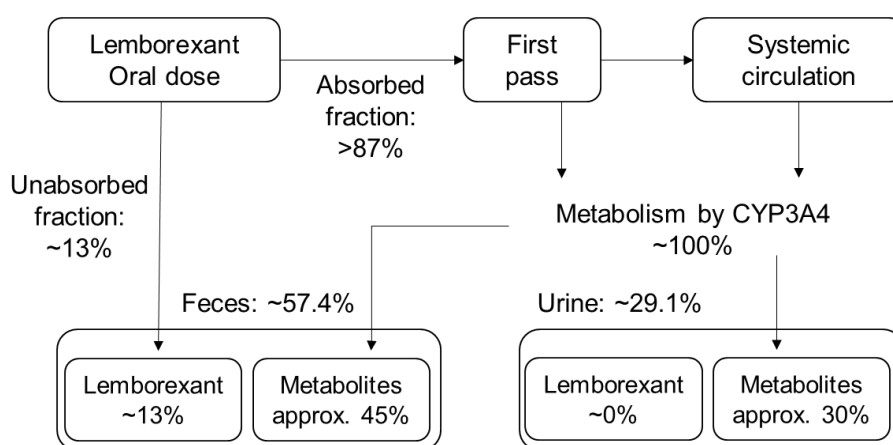 Lemborexant
Oral dose
First
pass
Systemic
circulation
Absorbed
fraction:
>87%
Unabsorbed
fraction:
~13%
Metabolism by CYP3A4
~100%
Feces: ~57.4%
Urine: ~29.1%
Lemborexant
~13%
Metabolites
approx. 45%
Lemborexant
~0%
Metabolites
approx. 30%